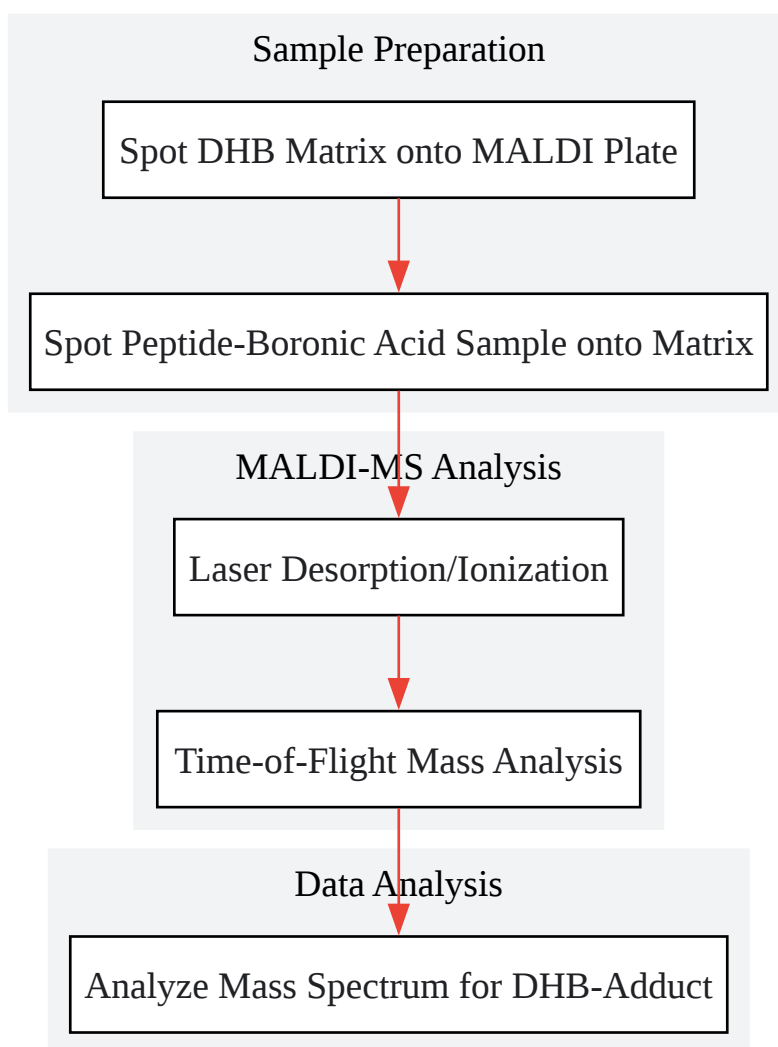 Sample Preparation
Spot DHB Matrix onto MALDI Plate
Spot Peptide-Boronic Acid Sample onto Matrix
MALDI-MS Analysis
Laser Desorption/Ionization
Time-of-Flight Mass Analysis
Data Analysis
Analyze Mass Spectrum for DHB-Adduct